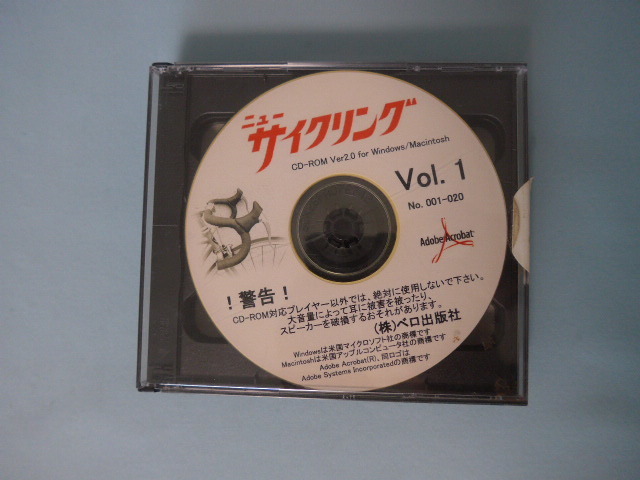 ニュー
サイクリング
CD-ROM Ver2.0 for Windows/Macintosh
Vol. 1
No. 001-020
Adobe Acrobat
！警告！
CD-ROM対応プレイヤー以外では、絶対に使用しないで下さい。
大音量によって耳に被害を被ったり、
スピーカーを破損するおそれがあります。
(株)ベロ出版社
Windowsは米国マイクロソフト社の商標です
Macintoshは米国アップルコンピュータ社の商標です
Adobe Acrobat(R)、同ロゴは
Adobe Systems Incorporatedの商標です